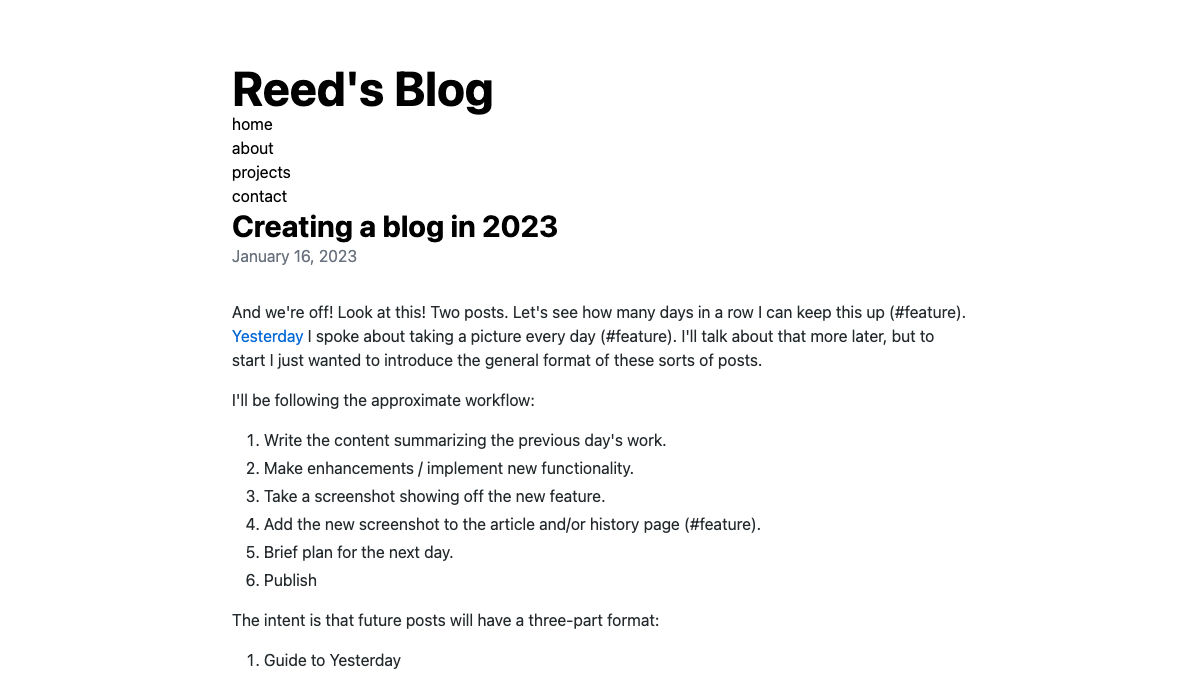 Reed's Blog
home
about
projects
contact
Creating a blog in 2023
January 16, 2023
And we're off! Look at this! Two posts. Let's see how many days in a row I can keep this up (#feature).
Yesterday I spoke about taking a picture every day (#feature). I'll talk about that more later, but to
start I just wanted to introduce the general format of these sorts of posts.
I'll be following the approximate workflow:
1. Write the content summarizing the previous day's work.
2. Make enhancements / implement new functionality.
3. Take a screenshot showing off the new feature.
4. Add the new screenshot to the article and/or history page (#feature).
5. Brief plan for the next day.
6. Publish
The intent is that future posts will have a three-part format:
1. Guide to Yesterday